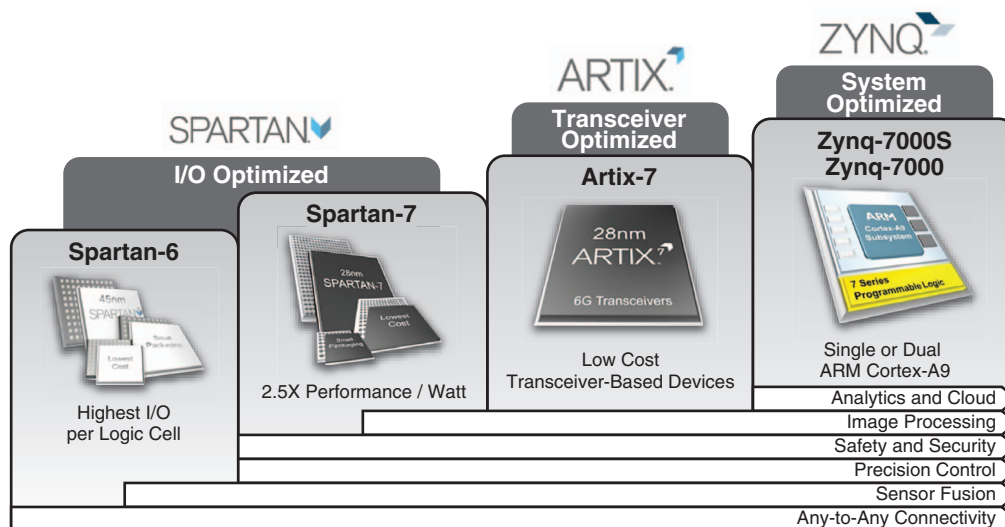 SPARTAN
I/O Optimized
Spartan-6
45nm
SPARTAN
Small
Packaging
Lowest
Cost
Highest I/O
per Logic Cell
Spartan-7
28nm
SPARTAN-7
Lowest
Cost
Small
Packaging
2.5X Performance / Watt
ARTIX.
Transceiver
Optimized
Artix-7
28nm
ARTIX.7
6G Transceivers
Low Cost
Transceiver-Based Devices
ZYNQ.
System
Optimized
Zynq-7000S
Zynq-7000
ARM
Cortex-A9
Subsystem
7 Series
Programmable Logic
Single or Dual
ARM Cortex-A9
Analytics and Cloud
Image Processing
Safety and Security
Precision Control
Sensor Fusion
Any-to-Any Connectivity